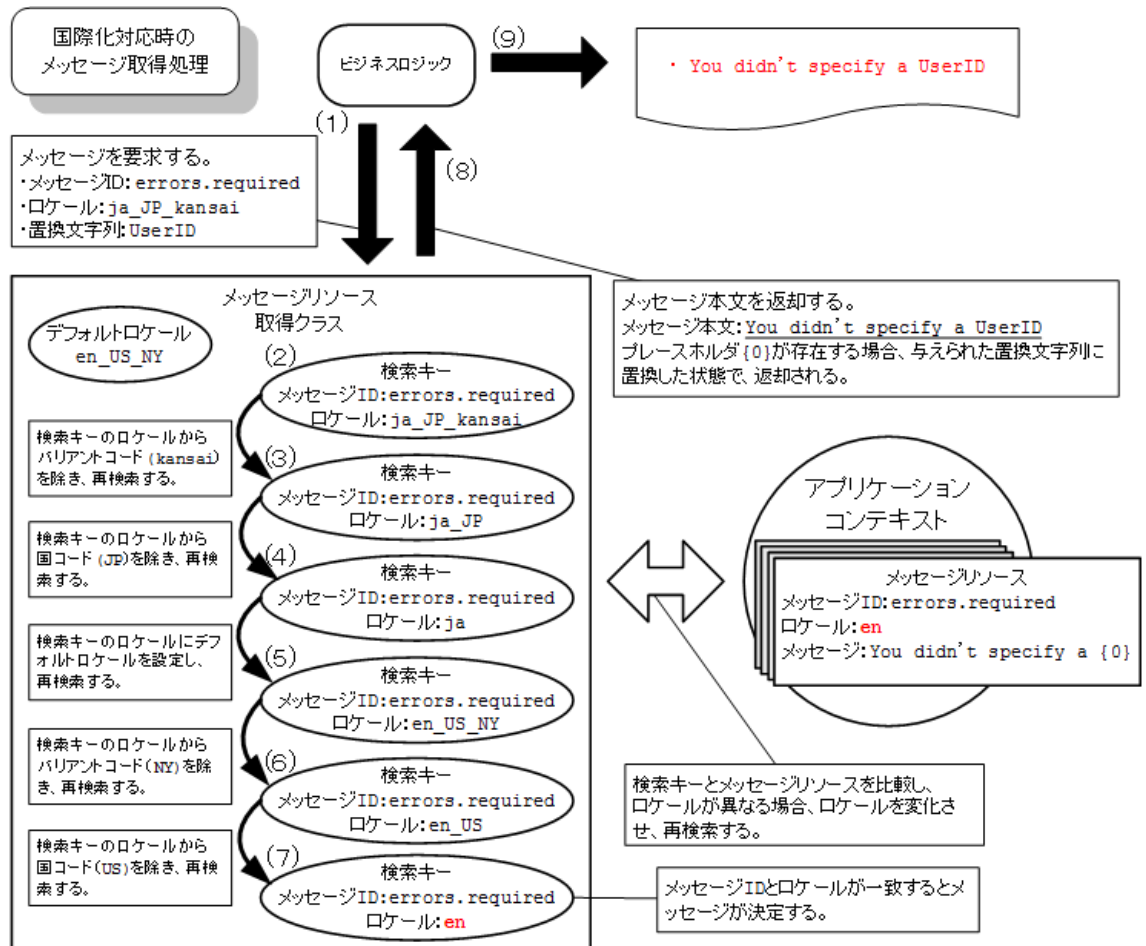 国際化対応時の
メッセージ取得処理
ビジネスロジック
(9)
・ You didn't specify a UserID
(1)
(8)
メッセージを要求する。
・メッセージID:errors.required
・ロケール:ja_JP_kansai
・置換文字列:UserID
メッセージ本文を返却する。
メッセージ本文:You didn't specify a UserID
プレースホルダ{0}が存在する場合、与えられた置換文字列に
置換した状態で、返却される。
メッセージリソース
取得クラス
デフォルトロケール
en_US_NY
(2)
検索キー
メッセージID:errors.required
ロケール:ja_JP_kansai
検索キーのロケールから
バリアントコード(kansai)
を除き、再検索する。
(3)
検索キー
メッセージID:errors.required
ロケール:ja_JP
検索キーのロケールから
国コード(JP)を除き、再検
索する。
(4)
検索キー
メッセージID:errors.required
ロケール:ja
検索キーのロケールにデフ
ォルトロケールを設定し、
再検索する。
(5)
検索キー
メッセージID:errors.required
ロケール:en_US_NY
検索キーのロケールから
バリアントコード(NY)を除
き、再検索する。
(6)
検索キー
メッセージID:errors.required
ロケール:en_US
検索キーのロケールから
国コード(US)を除き、再検
索する。
(7)
検索キー
メッセージID:errors.required
ロケール:en
アプリケーション
コンテキスト
メッセージリソース
メッセージID:errors.required
ロケール:en
メッセージ:You didn't specify a {0}
検索キーとメッセージリソースを比較し、
ロケールが異なる場合、ロケールを変化さ
せ、再検索する。
メッセージIDとロケールが一致するとメ
ッセージが決定する。